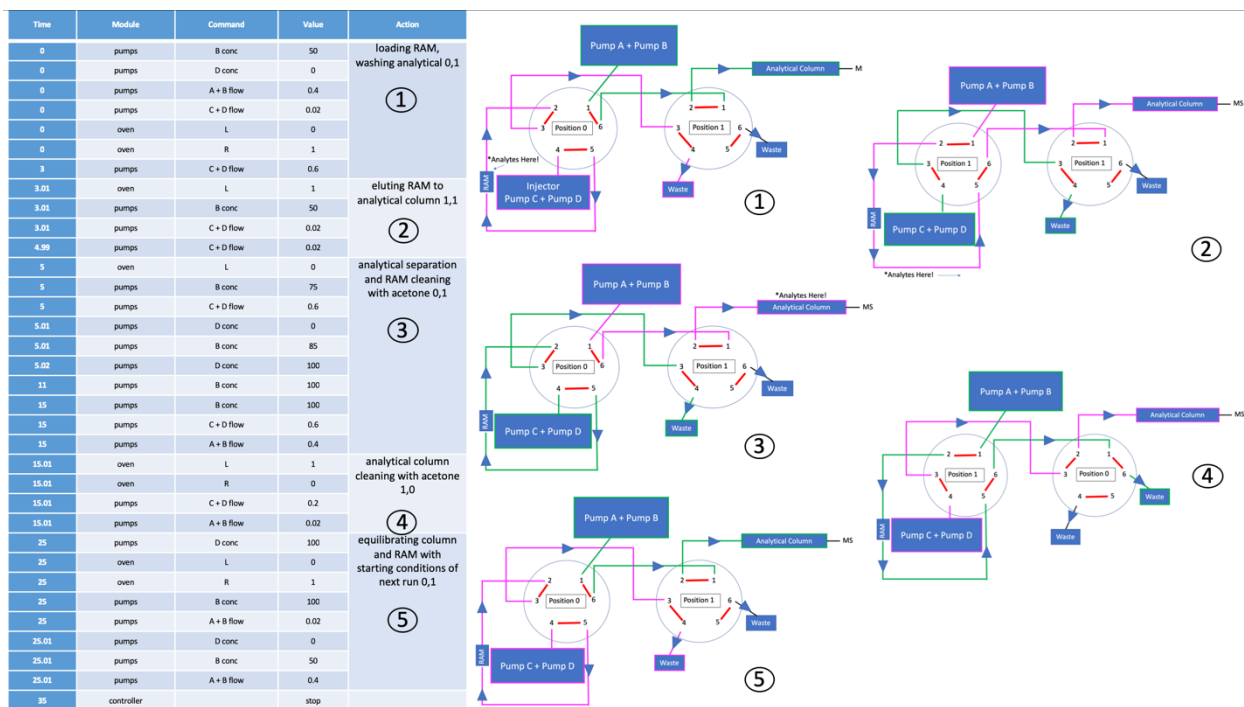 Time Module Command Value Action
0 pumps B conc 50 loading RAM,
0 pumps D conc 0 washing analytical 0,1
0 pumps A + B flow 0.4 1
0 pumps C + D flow 0.02
0 oven L 0
0 oven R 1
3 pumps C + D flow 0.6
3.01 oven L 1 eluting RAM to
3.01 pumps B conc 50 analytical column 1,1
3.01 pumps C + D flow 0.02 2
4.99 pumps C + D flow 0.02
5 oven L 0 analytical separation
5 pumps B conc 75 and RAM cleaning
5 pumps C + D flow 0.6 with acetone 0,1
5.01 pumps D conc 0 3
5.01 pumps B conc 85
5.02 pumps D conc 100
11 pumps B conc 100
15 pumps B conc 100
15 pumps C + D flow 0.6
15 pumps A + B flow 0.4
15.01 oven L 1 analytical column
15.01 oven R 0 cleaning with acetone
15.01 pumps C + D flow 0.2 1,0
15.01 pumps A + B flow 0.02 4
25 pumps D conc 100 equilibrating column
25 oven L 0 and RAM with
25 oven R 1 starting conditions of
25 pumps B conc 100 next run 0,1
25 pumps A + B flow 0.02 5
25.01 pumps D conc 0
25.01 pumps B conc 50
25.01 pumps A + B flow 0.4
35 controller stop
Pump A + Pump B
Analytical Column M
2 1 2 1
3 Position 0 6 3 Position 1 6
4 5 4 5
Waste
*Analytes Here!
RAM
Injector
Pump C + Pump D
Waste
1
Pump A + Pump B
Analytical Column MS
2 1 2 1
3 Position 1 6 3 Position 1 6
4 5 4 5
Waste
RAM
Pump C + Pump D
Waste
*Analytes Here!
2
Pump A + Pump B
*Analytes Here!
Analytical Column MS
2 1 2 1
3 Position 0 6 3 Position 1 6
4 5 4 5
Waste
RAM
Pump C + Pump D
Waste
3
Pump A + Pump B
Analytical Column MS
2 1 2 1
3 Position 1 6 3 Position 0 6
4 5 4 5
Waste
RAM
Pump C + Pump D
Waste
4
Pump A + Pump B
Analytical Column MS
2 1 2 1
3 Position 0 6 3 Position 1 6
4 5 4 5
Waste
RAM
Pump C + Pump D
Waste
5